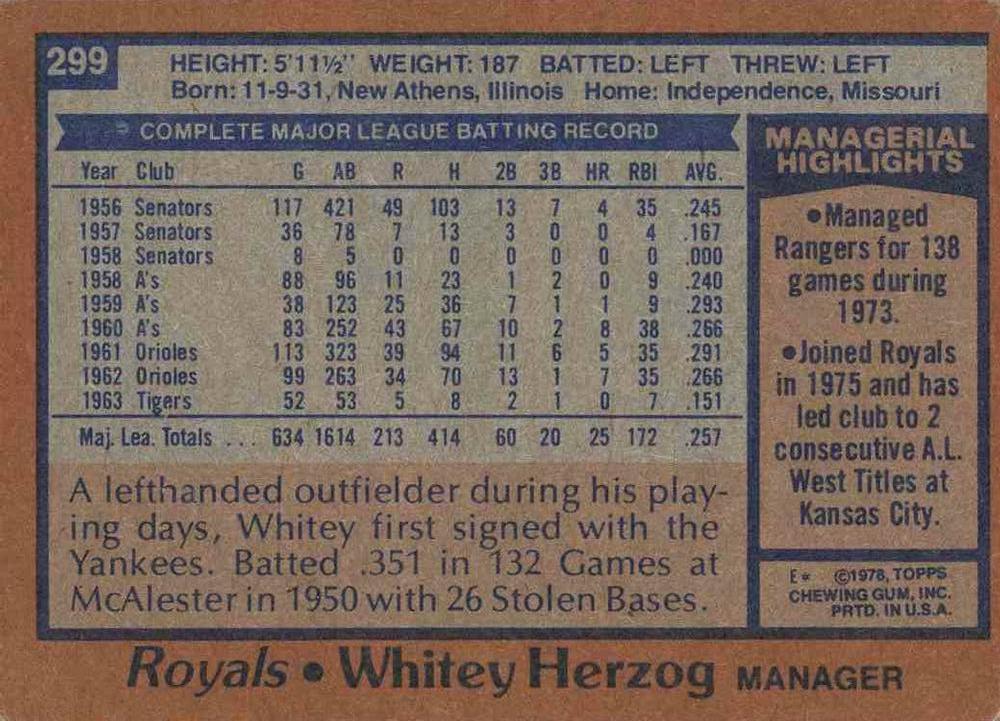 299
HEIGHT: 5'11½" WEIGHT: 187 BATTED: LEFT THREW: LEFT
Born: 11-9-31, New Athens, Illinois Home: Independence, Missouri
COMPLETE MAJOR LEAGUE BATTING RECORD
Year Club G AB R H 2B 3B HR RBI AVG.
1956 Senators 117 421 49 103 13 7 4 35 .245
1957 Senators 36 78 7 13 3 0 0 4 .167
1958 Senators 8 5 0 0 0 0 0 0 .000
1958 A's 88 96 11 23 1 2 0 9 .240
1959 A's 38 123 25 36 7 1 1 9 .293
1960 A's 83 252 43 67 10 2 8 38 .266
1961 Orioles 113 323 39 94 11 6 5 35 .291
1962 Orioles 99 263 34 70 13 1 7 35 .266
1963 Tigers 52 53 5 8 2 1 0 7 .151
Maj. Lea. Totals ... 634 1614 213 414 60 20 25 172 .257
A lefthanded outfielder during his play-
ing days, Whitey first signed with the
Yankees. Batted .351 in 132 Games at
McAlester in 1950 with 26 Stolen Bases.
MANAGERIAL
HIGHLIGHTS
•Managed
Rangers for 138
games during
1973.
•Joined Royals
in 1975 and has
led club to 2
consecutive A.L.
West Titles at
Kansas City.
E* ©1978, TOPPS
CHEWING GUM, INC.
PRTD. IN U.S.A.
Royals • Whitey Herzog MANAGER